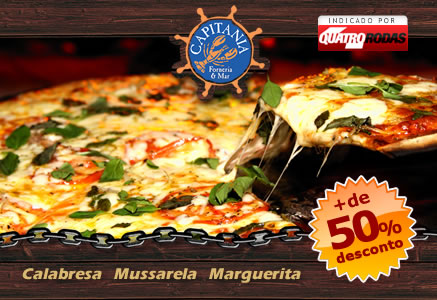 CAPITANIA
Forneria
& Mar
INDICADO POR
QUATRO RODAS
+ de
50%
desconto
Calabresa Mussarela Marguerita